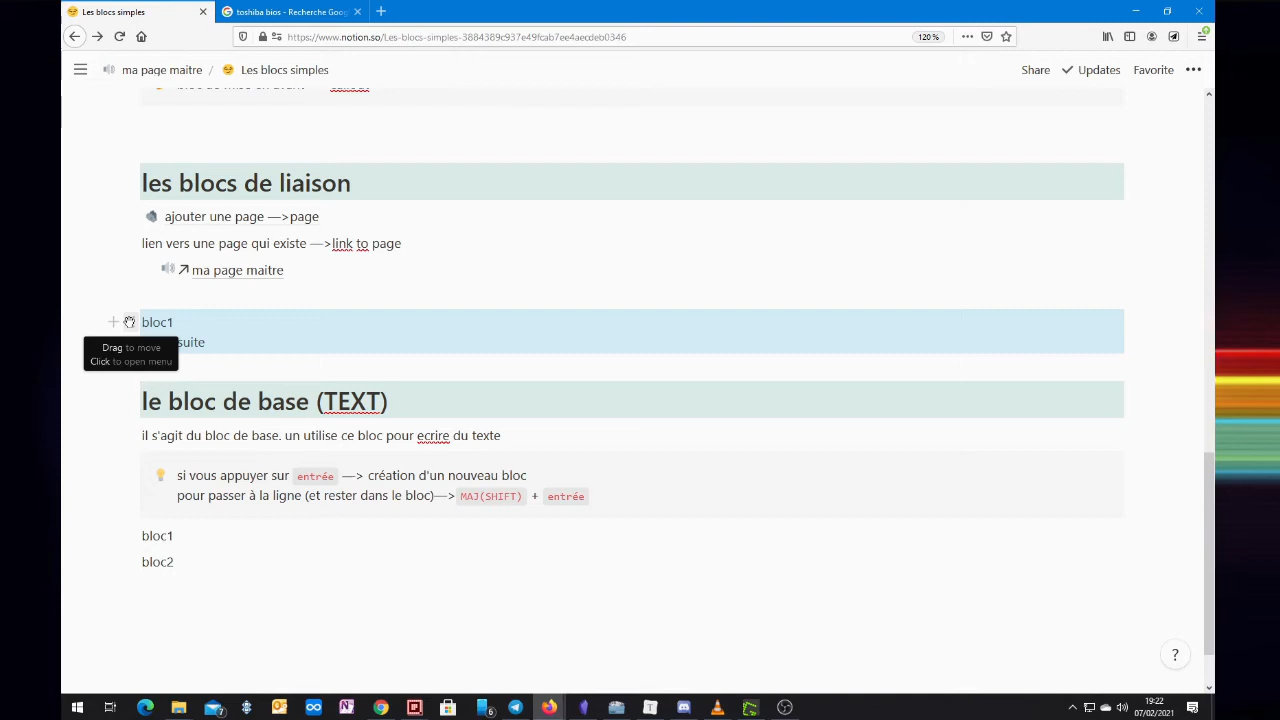 Les blocs simples
toshiba bios - Recherche Goog
https://www.notion.so/Les-blocs-simples-3884389c937e49fcab7ee4aecdeb0346
120 %
ma page maitre / Les blocs simples
Share Updates Favorite
les blocs de liaison
ajouter une page —>page
lien vers une page qui existe —>link to page
ma page maitre
bloc1
suite
Drag to move
Click to open menu
le bloc de base (TEXT)
il s'agit du bloc de base. un utilise ce bloc pour ecrire du texte
si vous appuyer sur entrée —> création d'un nouveau bloc
pour passer à la ligne (et rester dans le bloc)—> MAJ(SHIFT) + entrée
bloc1
bloc2
?
7
6
19:22
07/02/2021